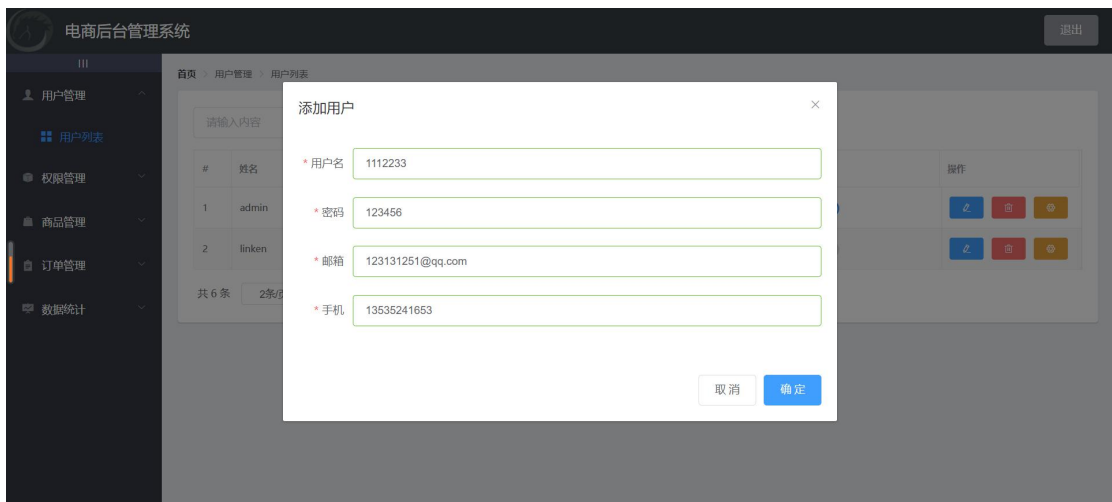 电商后台管理系统
退出
|||
首页 > 用户管理 > 用户列表
用户管理
用户列表
权限管理
商品管理
订单管理
数据统计
请输入内容
# 姓名 操作
1 admin
2 linken
共 6 条 2条/页
添加用户
* 用户名 1112233
* 密码 123456
* 邮箱 123131251@qq.com
* 手机 13535241653
取 消 确 定